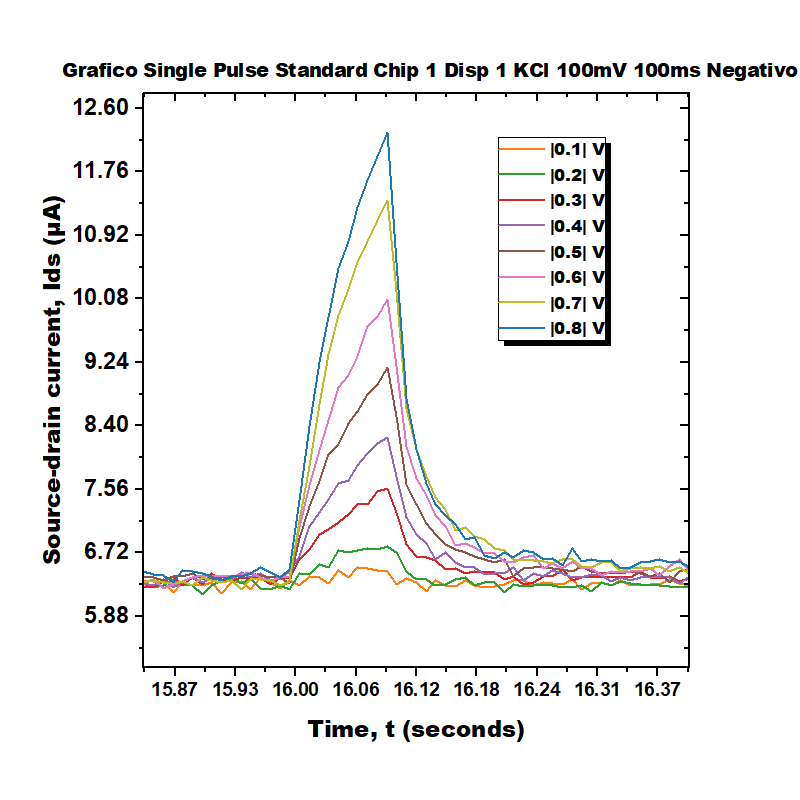 Grafico Single Pulse Standard Chip 1 Disp 1 KCl 100mV 100ms Negativo
12.60
11.76
10.92
10.08
9.24
8.40
7.56
6.72
5.88
Source-drain current, Ids (µA)
|0.1| V
|0.2| V
|0.3| V
|0.4| V
|0.5| V
|0.6| V
|0.7| V
|0.8| V
15.87 15.93 16.00 16.06 16.12 16.18 16.24 16.31 16.37
Time, t (seconds)